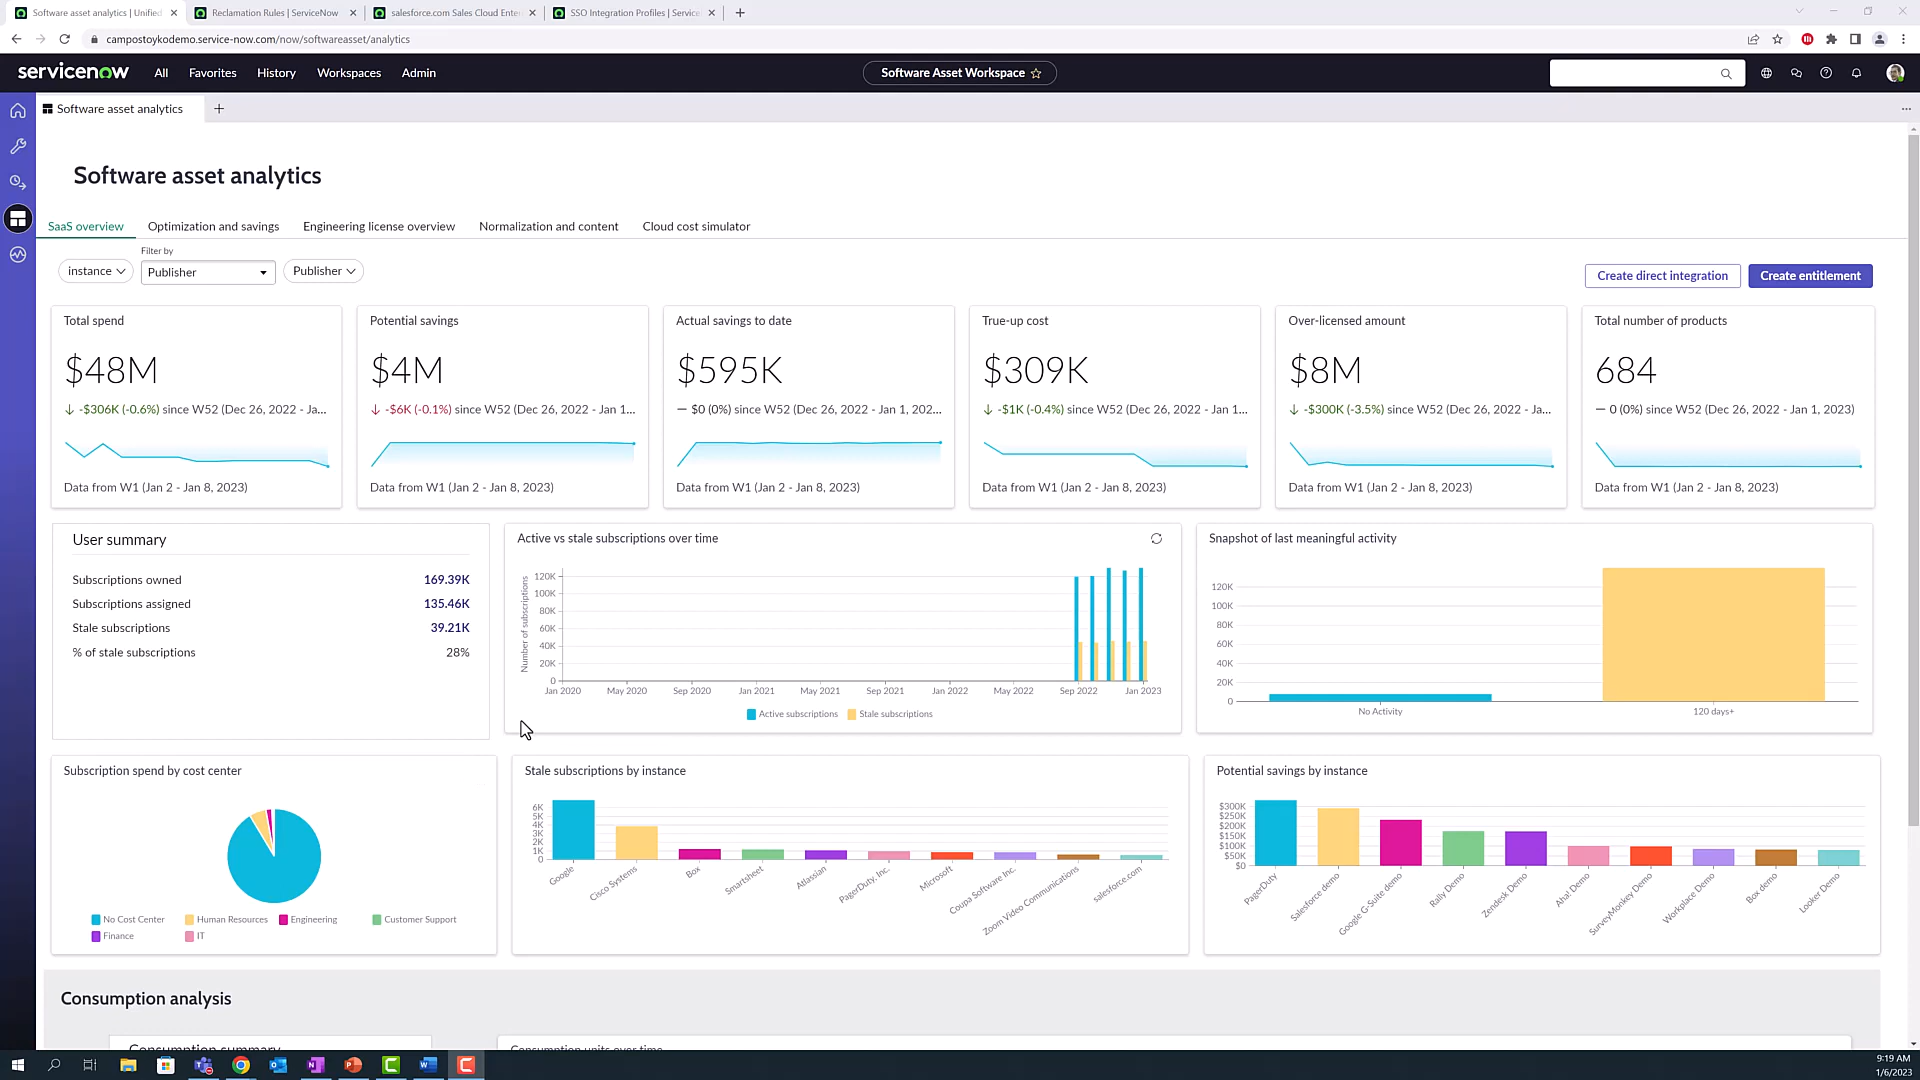 Software asset analytics | Unified
Reclamation Rules | ServiceNow
salesforce.com Sales Cloud Enter
SSO Integration Profiles | Service
campostoykodemo.service-now.com/now/softwareasset/analytics
servicenow All Favorites History Workspaces Admin
Software Asset Workspace
Software asset analytics
Software asset analytics
SaaS overview Optimization and savings Engineering license overview Normalization and content Cloud cost simulator
Filter by
instance Publisher Publisher
Create direct integration Create entitlement
Total spend
$48M
-$306K (-0.6%) since W52 (Dec 26, 2022 - Ja...
Data from W1 (Jan 2 - Jan 8, 2023)
Potential savings
$4M
-$6K (-0.1%) since W52 (Dec 26, 2022 - Jan 1...
Data from W1 (Jan 2 - Jan 8, 2023)
Actual savings to date
$595K
$0 (0%) since W52 (Dec 26, 2022 - Jan 1, 202...
Data from W1 (Jan 2 - Jan 8, 2023)
True-up cost
$309K
-$1K (-0.4%) since W52 (Dec 26, 2022 - Jan 1...
Data from W1 (Jan 2 - Jan 8, 2023)
Over-licensed amount
$8M
-$300K (-3.5%) since W52 (Dec 26, 2022 - Ja...
Data from W1 (Jan 2 - Jan 8, 2023)
Total number of products
684
0 (0%) since W52 (Dec 26, 2022 - Jan 1, 2023)
Data from W1 (Jan 2 - Jan 8, 2023)
User summary
Subscriptions owned 169.39K
Subscriptions assigned 135.46K
Stale subscriptions 39.21K
% of stale subscriptions 28%
Active vs stale subscriptions over time
Number of subscriptions
120K
100K
80K
60K
40K
20K
0
Jan 2020 May 2020 Sep 2020 Jan 2021 May 2021 Sep 2021 Jan 2022 May 2022 Sep 2022 Jan 2023
Active subscriptions Stale subscriptions
Snapshot of last meaningful activity
120K
100K
80K
60K
40K
20K
0
No Activity 120 days+
Subscription spend by cost center
No Cost Center Human Resources Engineering Customer Support
Finance IT
Stale subscriptions by instance
6K
5K
4K
3K
2K
1K
0
Google Cisco Systems Box Smartsheet Atlassian PagerDuty, Inc. Microsoft Coupa Software Inc. Zoom Video Communications salesforce.com
Potential savings by instance
$300K
$250K
$200K
$150K
$100K
$50K
$0
PagerDuty Salesforce demo Google G-Suite demo Rally Demo Zendesk Demo Aha! Demo SurveyMonkey Demo Workplace Demo Box demo Looker Demo
Consumption analysis
Consumption summary
Consumption units over time
9:19 AM
1/6/2023